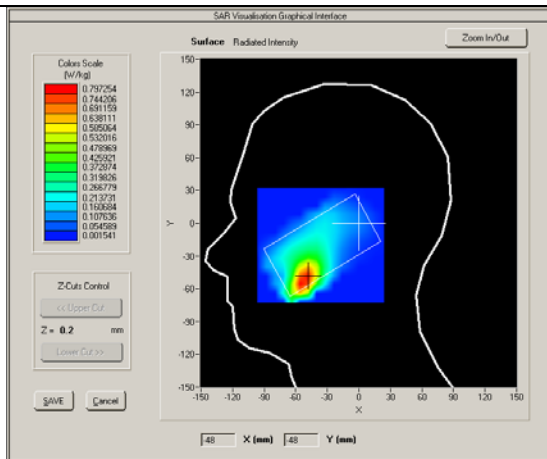 SAR Visualisation Graphical Interface
Surface Radiated Intensity
Zoom In/Out
Colors Scale
(W/kg)
0.797254
0.744206
0.691159
0.638111
0.585064
0.532016
0.478969
0.425921
0.372874
0.319826
0.266779
0.213731
0.160684
0.107636
0.054589
0.001541
Z-Cuts Control
<< Upper Cut
Z = 0.2 mm
Lower Cut >>
SAVE
Cancel
Y
150
120
90
60
30
0
-30
-60
-90
-120
-150
-150 -120 -90 -60 -30 0 30 60 90 120 150
X
-48 X (mm) -48 Y (mm)